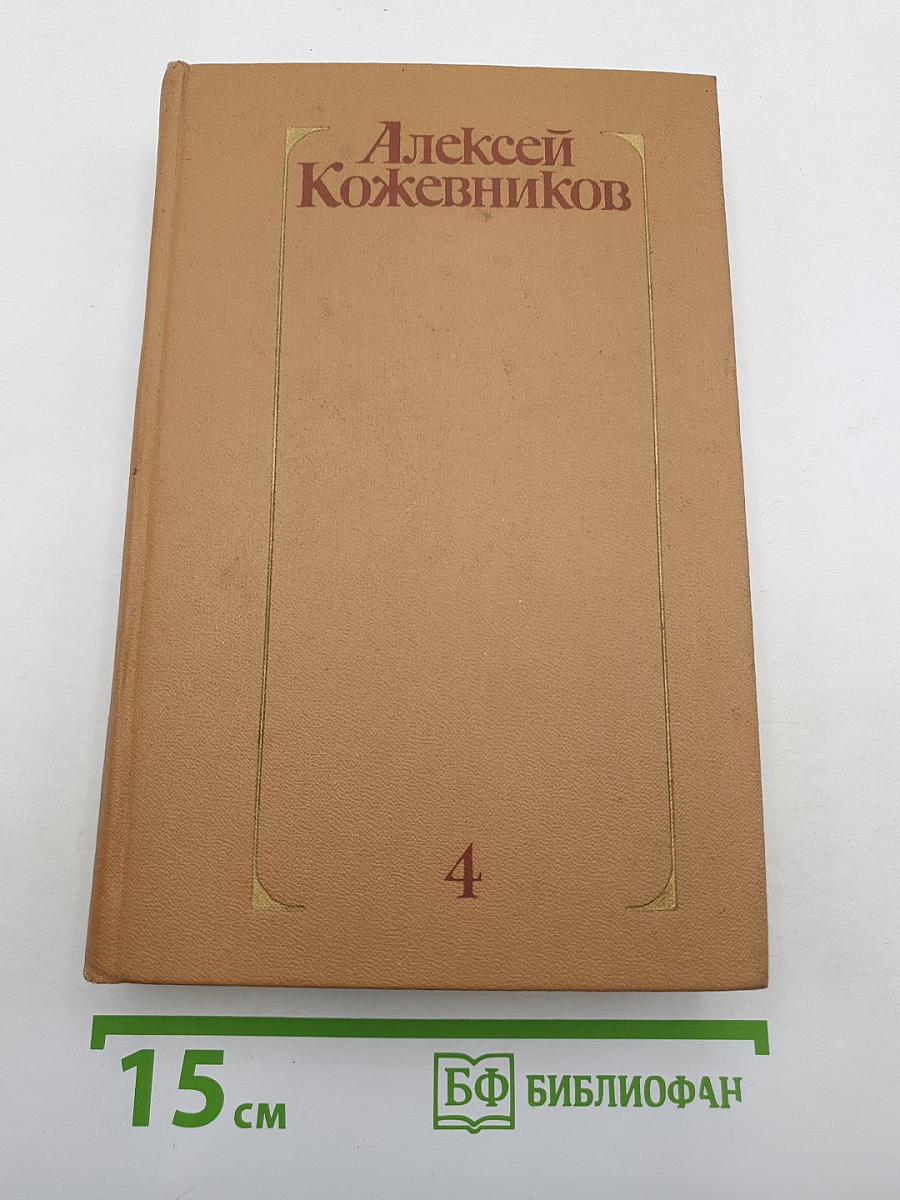 Алексей
Кожевников
4
15 см
БФ БИБЛИОФАН